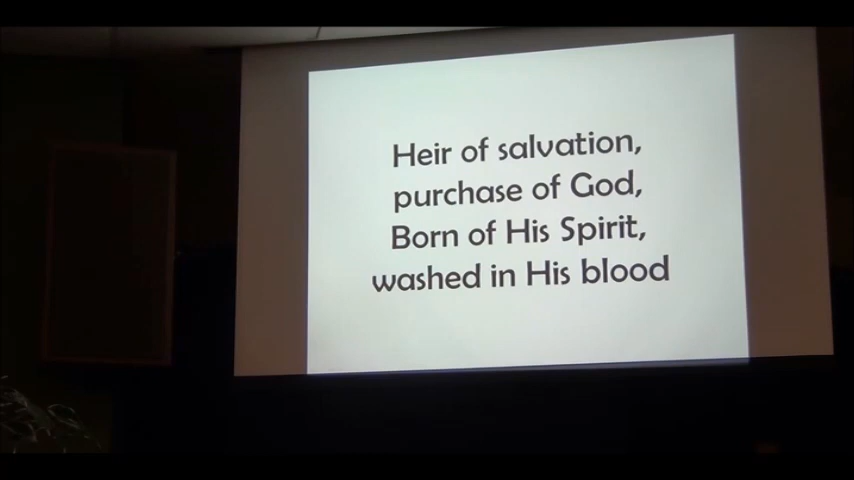 Heir of salvation,
purchase of God,
Born of His Spirit,
washed in His blood